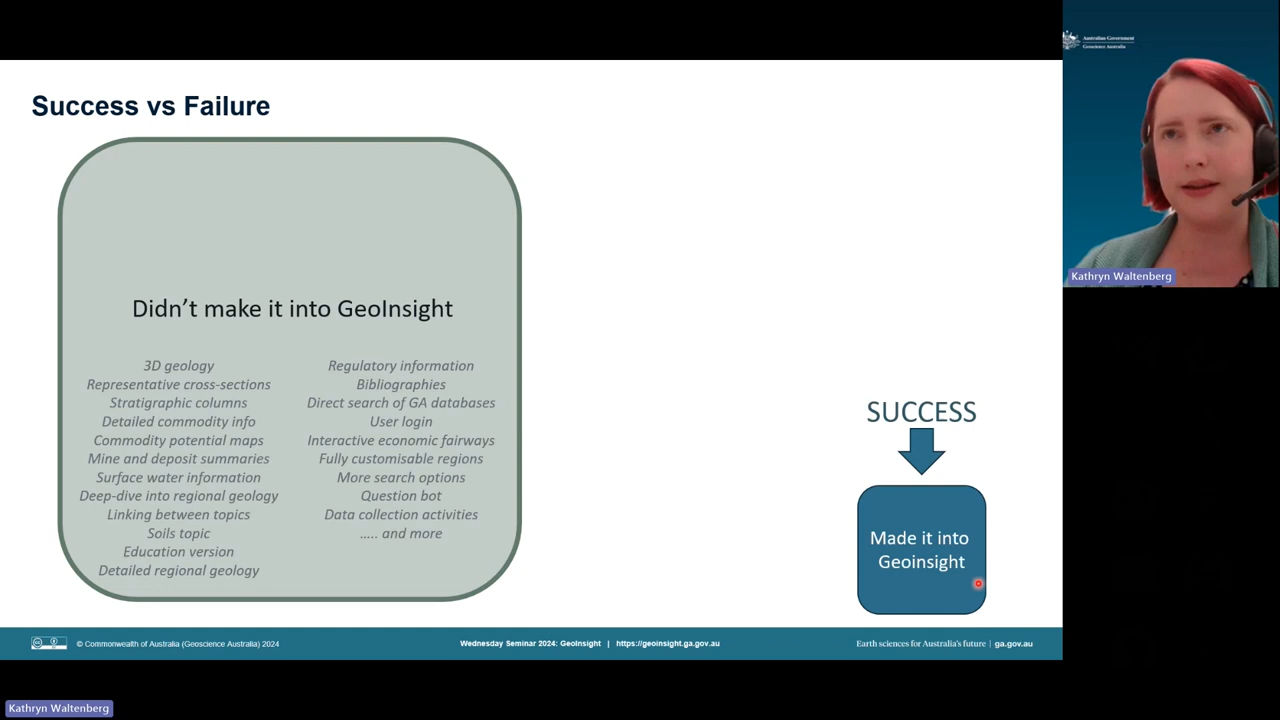 Australian Government
Geoscience Australia
Success vs Failure
Didn't make it into GeoInsight
3D geology
Representative cross-sections
Stratigraphic columns
Detailed commodity info
Commodity potential maps
Mine and deposit summaries
Surface water information
Deep-dive into regional geology
Linking between topics
Soils topic
Education version
Detailed regional geology
Regulatory information
Bibliographies
Direct search of GA databases
User login
Interactive economic fairways
Fully customisable regions
More search options
Question bot
Data collection activities
..... and more
SUCCESS
Made it into
Geoinsight
Kathryn Waltenberg
© Commonwealth of Australia (Geoscience Australia) 2024
Wednesday Seminar 2024: GeoInsight | https://geoinsight.ga.gov.au
Earth sciences for Australia's future | ga.gov.au
Kathryn Waltenberg